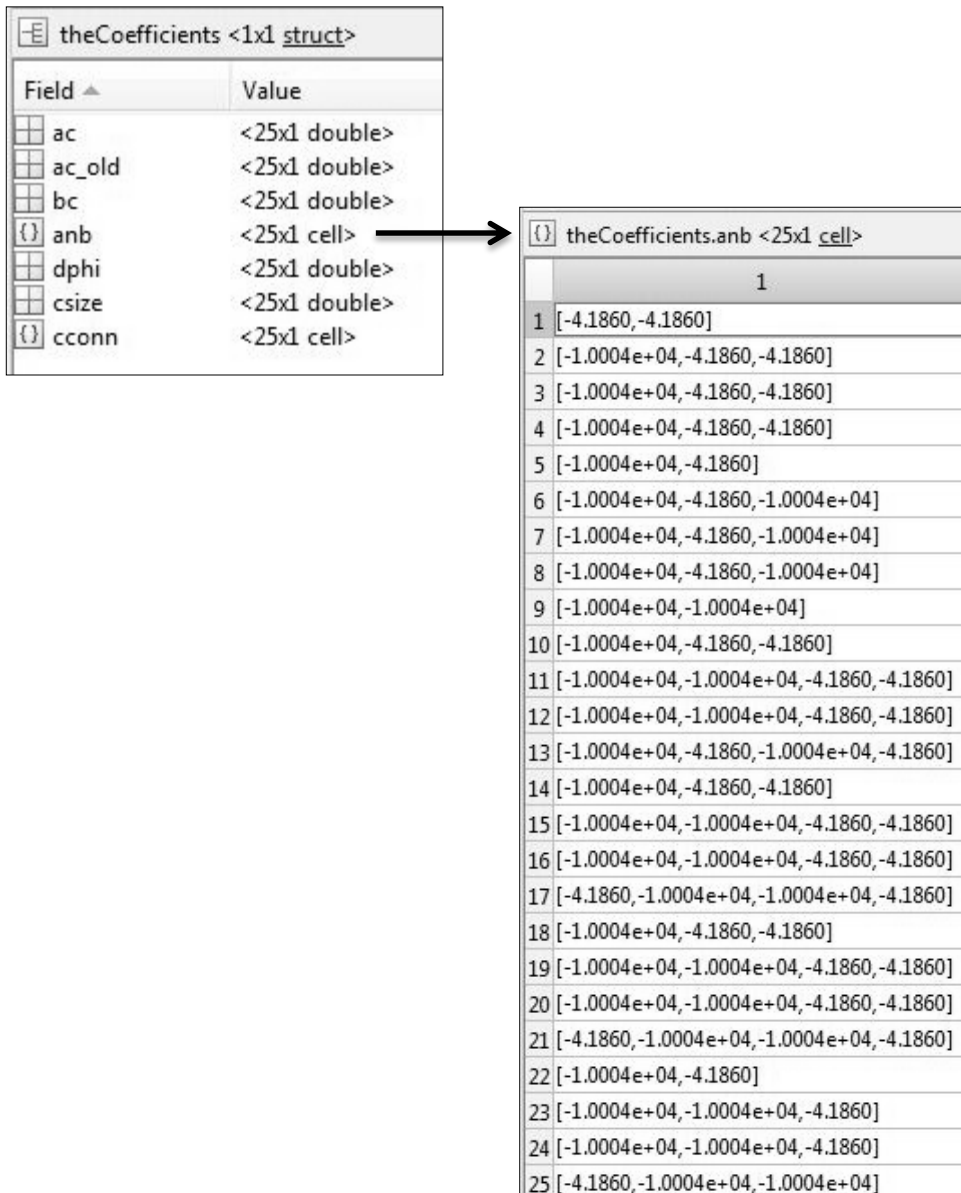 theCoefficients <1x1 struct>
Field Value
ac <25x1 double>
ac_old <25x1 double>
bc <25x1 double>
anb <25x1 cell>
dphi <25x1 double>
csize <25x1 double>
cconn <25x1 cell>
theCoefficients.anb <25x1 cell>
1
1 [-4.1860,-4.1860]
2 [-1.0004e+04,-4.1860,-4.1860]
3 [-1.0004e+04,-4.1860,-4.1860]
4 [-1.0004e+04,-4.1860,-4.1860]
5 [-1.0004e+04,-4.1860]
6 [-1.0004e+04,-4.1860,-1.0004e+04]
7 [-1.0004e+04,-4.1860,-1.0004e+04]
8 [-1.0004e+04,-4.1860,-1.0004e+04]
9 [-1.0004e+04,-1.0004e+04]
10 [-1.0004e+04,-4.1860,-4.1860]
11 [-1.0004e+04,-1.0004e+04,-4.1860,-4.1860]
12 [-1.0004e+04,-1.0004e+04,-4.1860,-4.1860]
13 [-1.0004e+04,-4.1860,-1.0004e+04,-4.1860]
14 [-1.0004e+04,-4.1860,-4.1860]
15 [-1.0004e+04,-1.0004e+04,-4.1860,-4.1860]
16 [-1.0004e+04,-1.0004e+04,-4.1860,-4.1860]
17 [-4.1860,-1.0004e+04,-1.0004e+04,-4.1860]
18 [-1.0004e+04,-4.1860,-4.1860]
19 [-1.0004e+04,-1.0004e+04,-4.1860,-4.1860]
20 [-1.0004e+04,-1.0004e+04,-4.1860,-4.1860]
21 [-4.1860,-1.0004e+04,-1.0004e+04,-4.1860]
22 [-1.0004e+04,-4.1860]
23 [-1.0004e+04,-1.0004e+04,-4.1860]
24 [-1.0004e+04,-1.0004e+04,-4.1860]
25 [-4.1860,-1.0004e+04,-1.0004e+04]